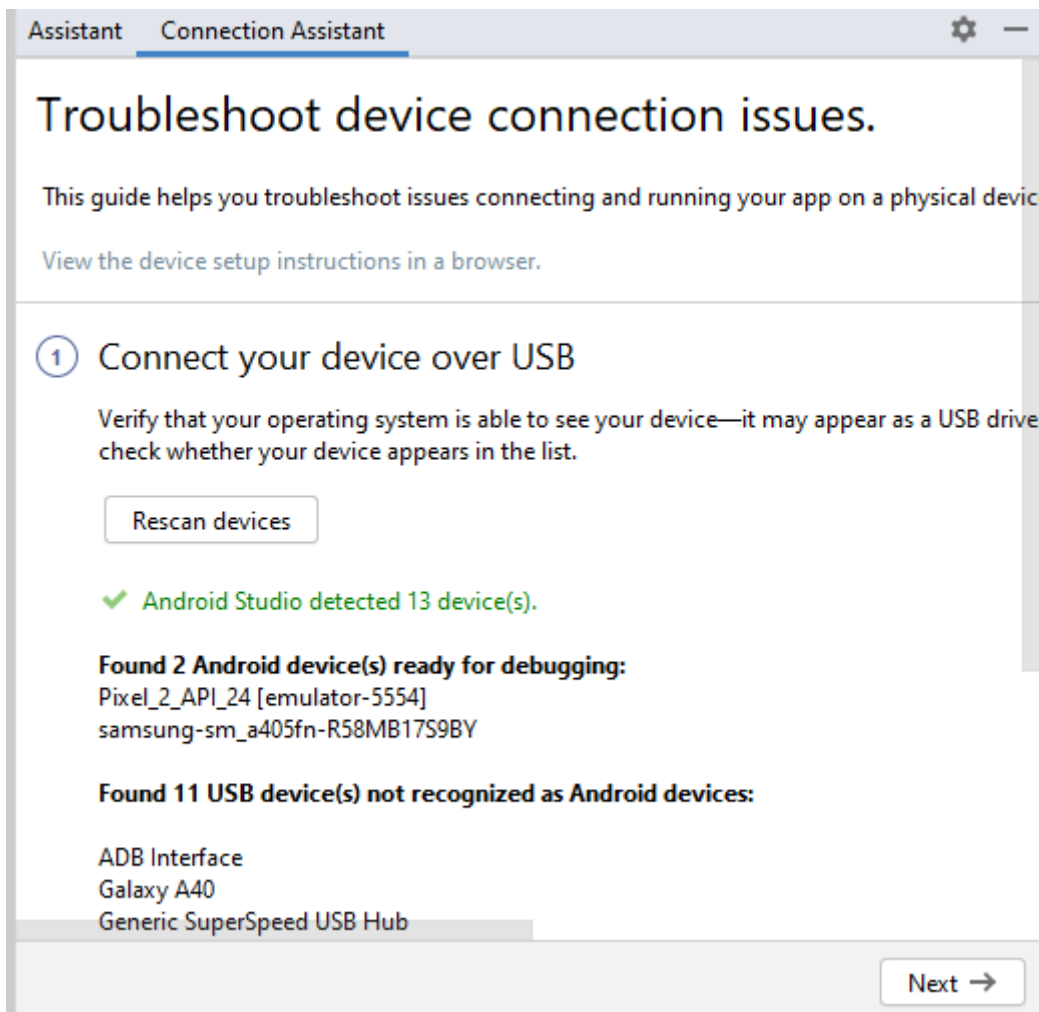 Assistant Connection Assistant
Troubleshoot device connection issues.
This guide helps you troubleshoot issues connecting and running your app on a physical devic
View the device setup instructions in a browser.
1 Connect your device over USB
Verify that your operating system is able to see your device—it may appear as a USB drive
check whether your device appears in the list.
Rescan devices
Android Studio detected 13 device(s).
Found 2 Android device(s) ready for debugging:
Pixel_2_API_24 [emulator-5554]
samsung-sm_a405fn-R58MB17S9BY
Found 11 USB device(s) not recognized as Android devices:
ADB Interface
Galaxy A40
Generic SuperSpeed USB Hub
Next →